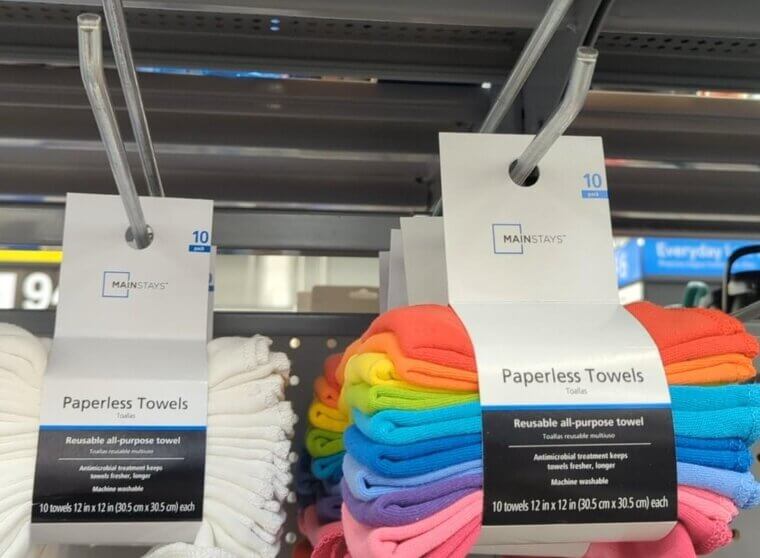 10
pack
MAINSTAYS™
Paperless Towels
Toallas
Reusable all-purpose towel
Toallas reusable multiuso
Antimicrobial treatment keeps
towels fresher, longer
Machine washable
10 towels 12 in x 12 in (30.5 cm x 30.5 cm) each
10
pack
MAINSTAYS™
Paperless Towels
Toallas
Reusable all-purpose towel
Toallas reusable multiuso
Antimicrobial treatment keeps
towels fresher, longer
Machine washable
10 towels 12 in x 12 in (30.5 cm x 30.5 cm) each
Everyday